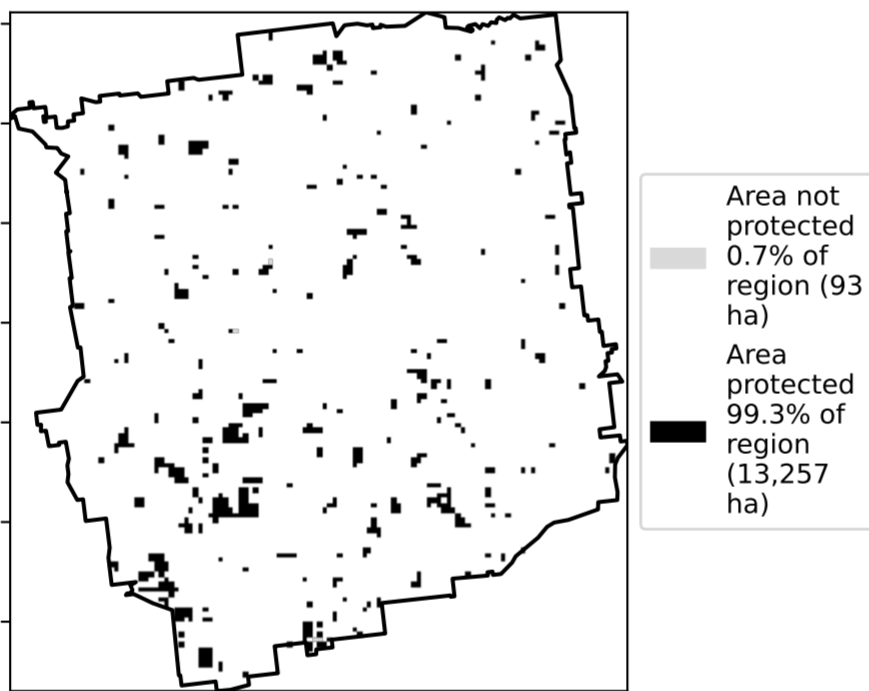 Area not
protected
0.7% of
region (93
ha)
Area
protected
99.3% of
region
(13,257
ha)